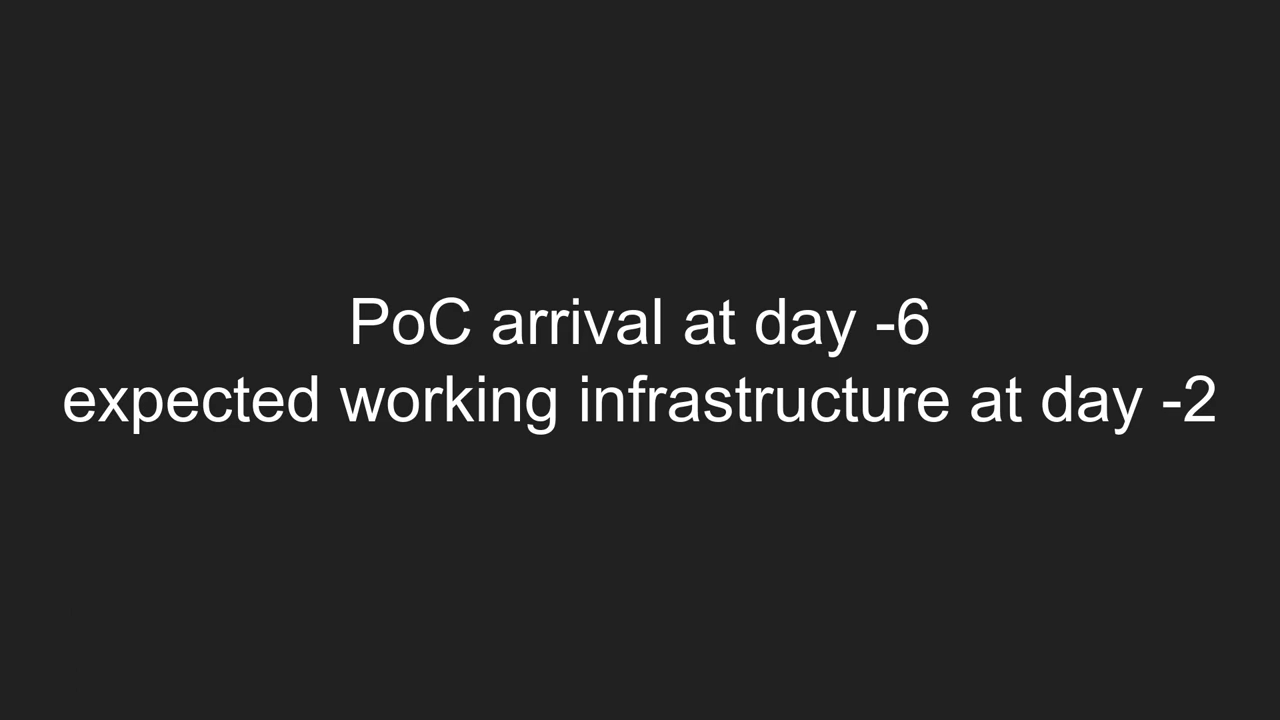 PoC arrival at day -6
expected working infrastructure at day -2